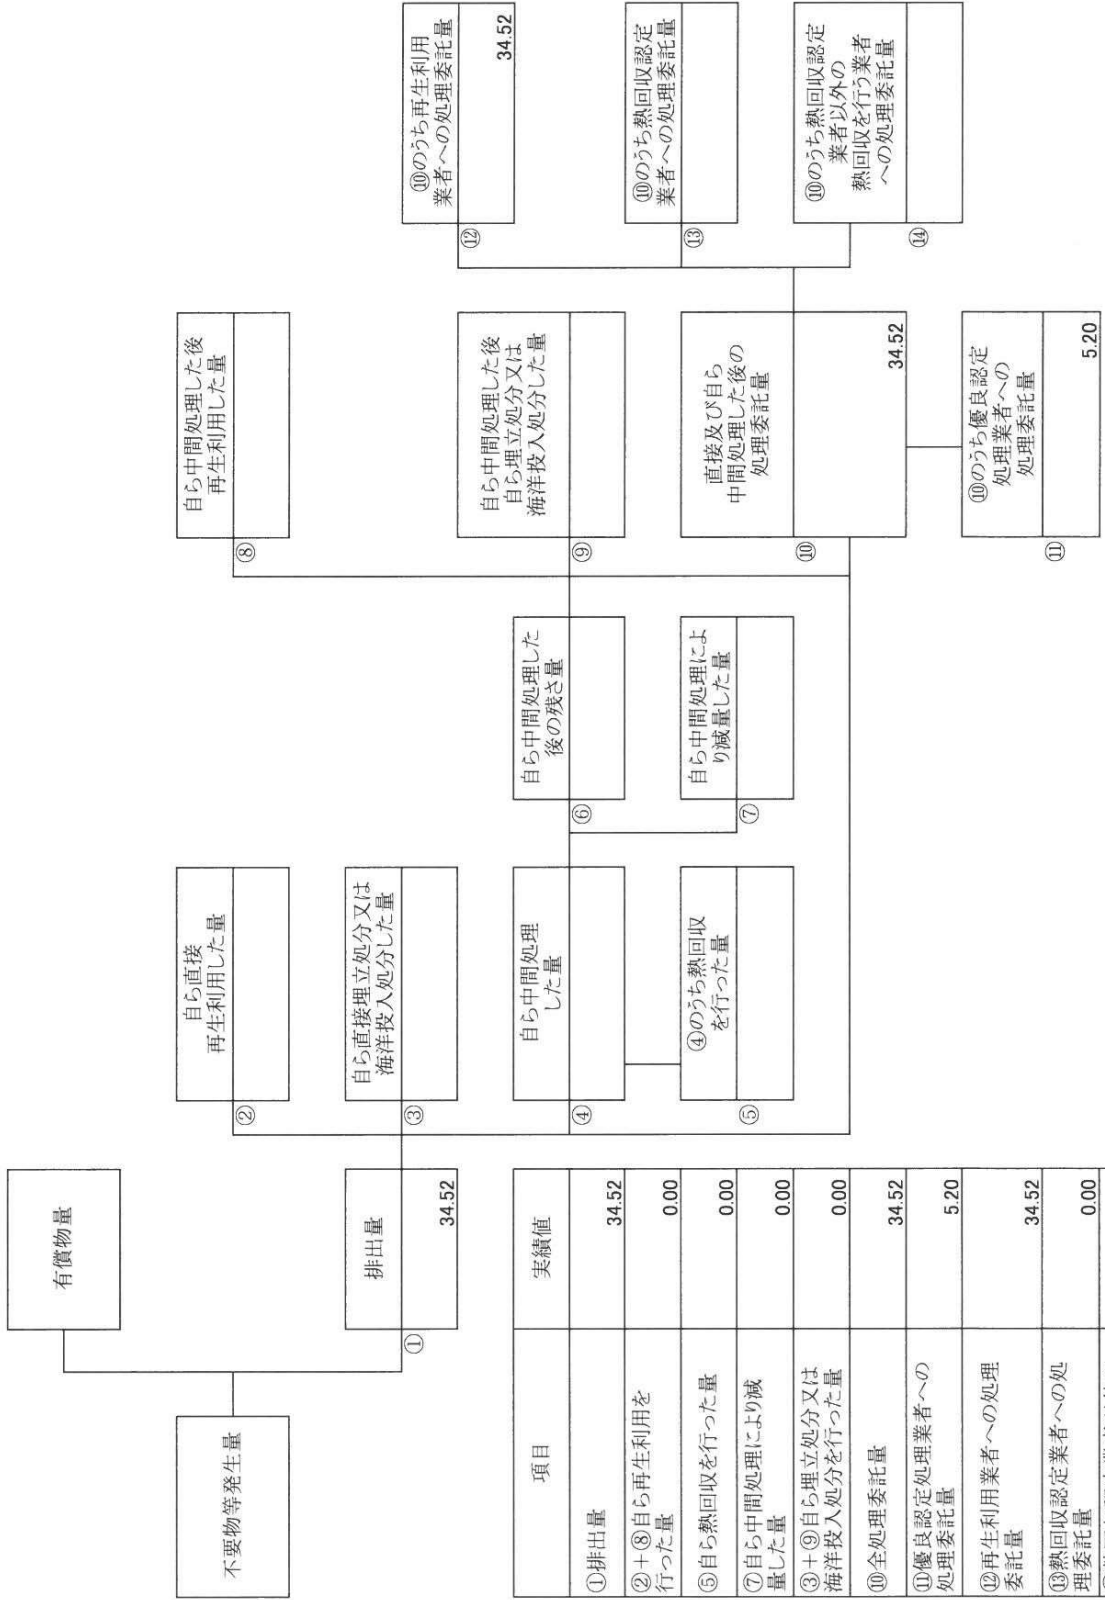 不要物等発生量
有償物量
排出量
①
34.52
②
自ら直接
再生利用した量
③
自ら直接埋立処分又は
海洋投入処分した量
④
自ら中間処理
した量
⑤
④のうち熱回収
を行った量
⑥
自ら中間処理した
後の残さ量
⑦
自ら中間処理によ
り減量した量
⑧
自ら中間処理した後
再生利用した量
⑨
自ら中間処理した後
自ら埋立処分又は
海洋投入処分した量
⑩
直接及び自ら
中間処理した後の
処理委託量
34.52
⑪
⑩のうち優良認定
処理業者への
処理委託量
5.20
⑫
⑩のうち再生利用
業者への処理委託量
34.52
⑬
⑩のうち熱回収認定
業者への処理委託量
⑭
⑩のうち熱回収認定
業者以外の
熱回収を行う業者
への処理委託量
項目
実績値
①排出量
34.52
②+⑧自ら再生利用を
行った量
0.00
⑤自ら熱回収を行った量
0.00
⑦自ら中間処理により減
量した量
0.00
③+⑨自ら埋立処分又は
海洋投入処分を行った量
0.00
⑩全処理委託量
34.52
⑪優良認定処理業者への
処理委託量
5.20
⑫再生利用業者への処理
委託量
34.52
⑬熱回収認定業者への処
理委託量
0.00